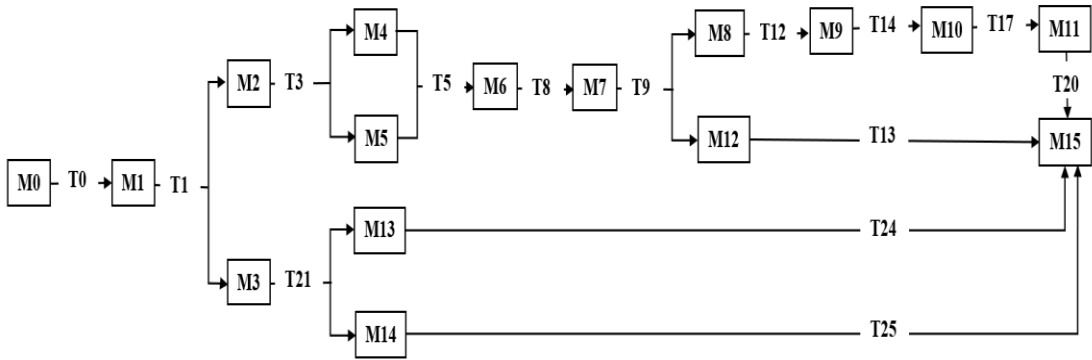 M4
M8 T12 M9 T14 M10 T17 M11
M2 T3 T5 M6 T8 M7 T9 T20
M5 M12 T13 M15
M0 T0 M1 T1
M13 T24
M3 T21
M14 T25